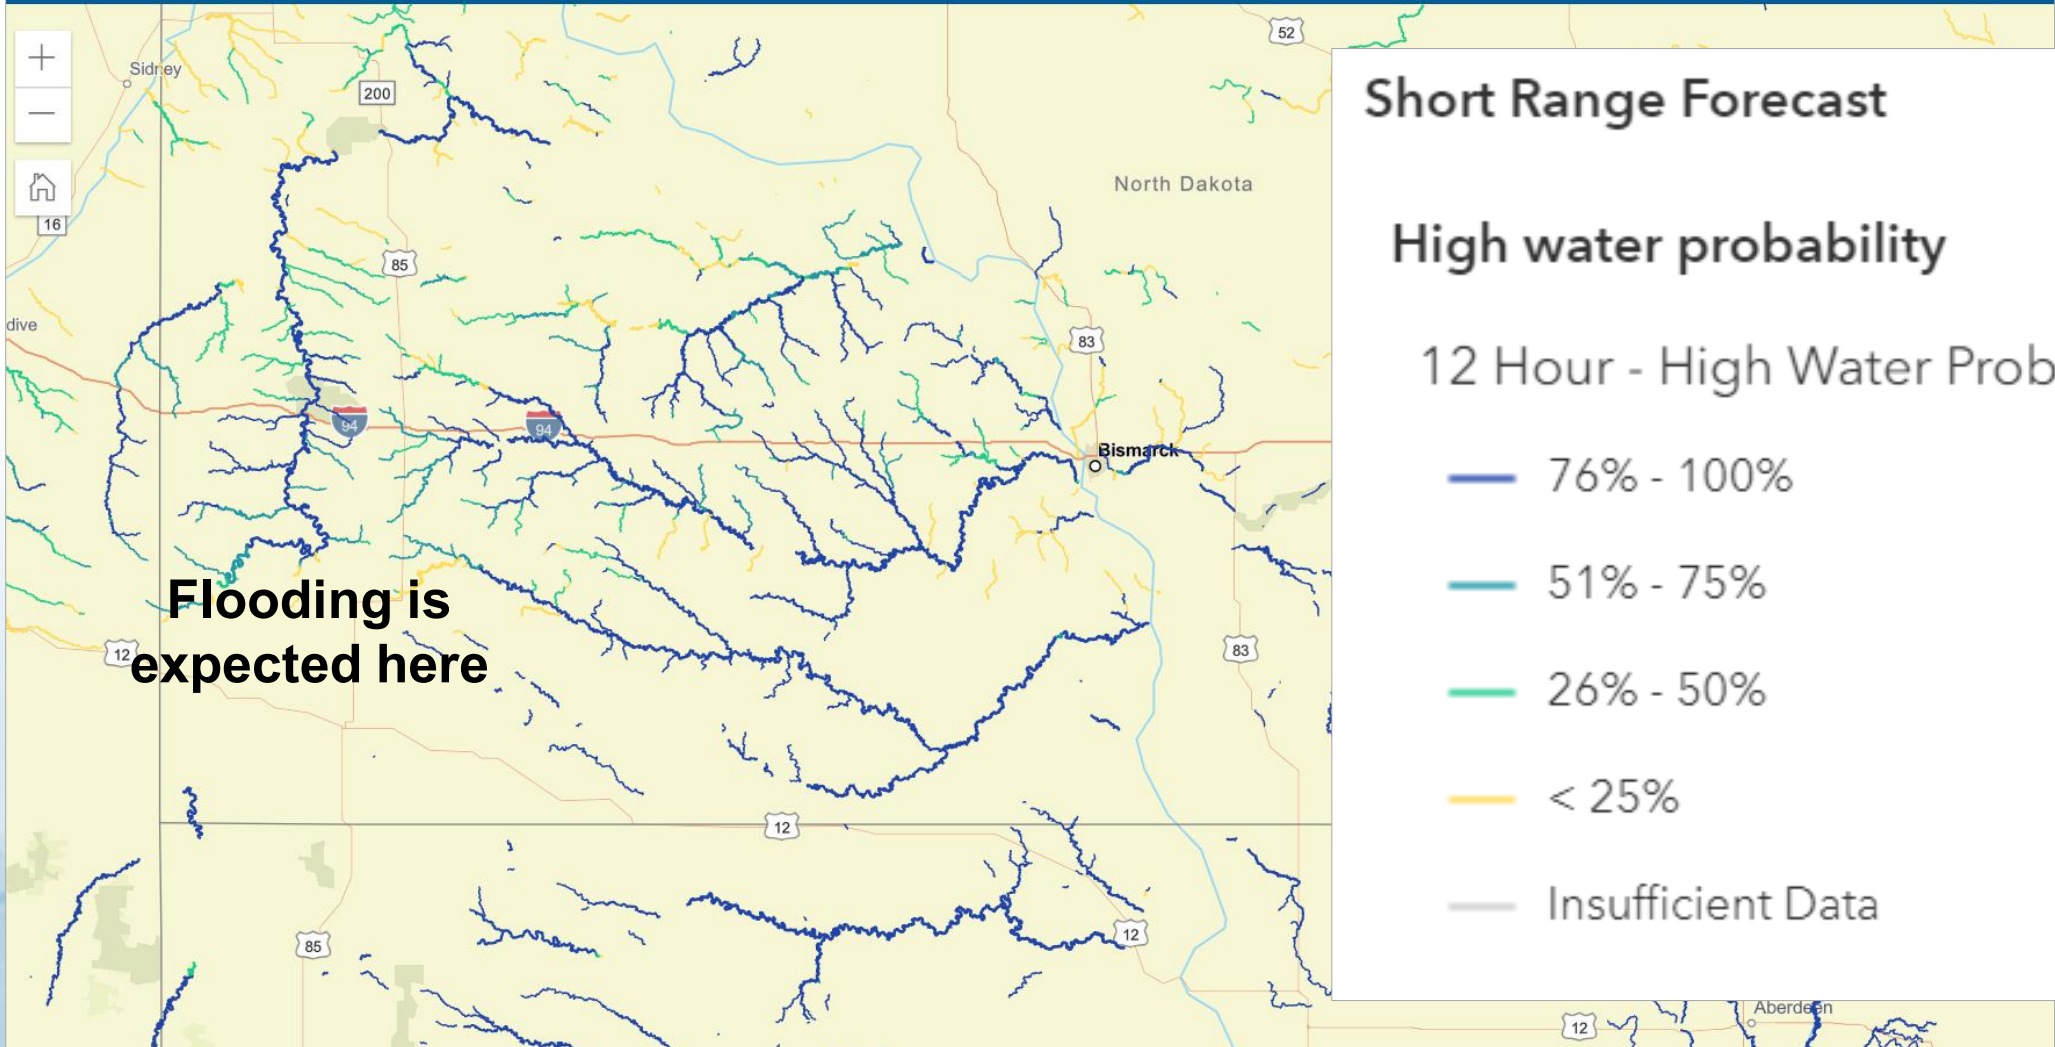 52
Sidney
200
North Dakota
16
85
dive
83
94
94
Bismarck
Flooding is
expected here
12
83
12
12
85
12
Aberdeen
Short Range Forecast
High water probability
12 Hour - High Water Prob
76% - 100%
51% - 75%
26% - 50%
< 25%
Insufficient Data